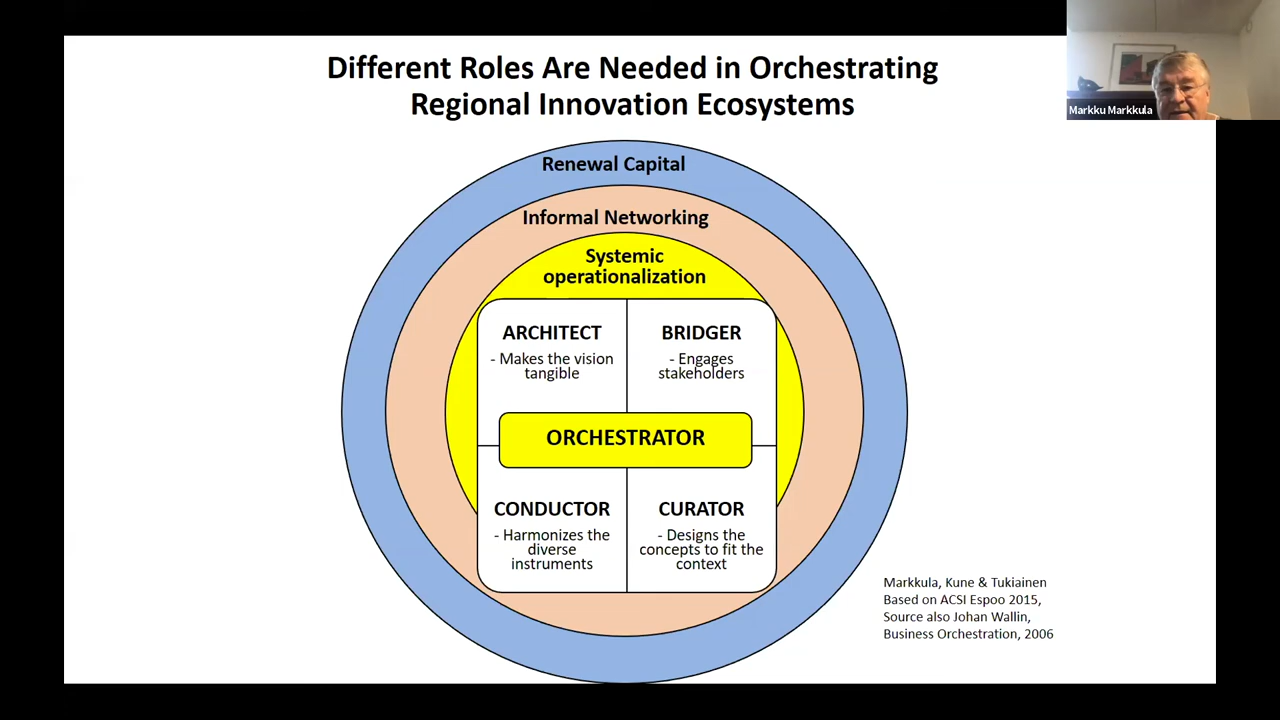 Different Roles Are Needed in Orchestrating
Regional Innovation Ecosystems
Markku Markkula
Renewal Capital
Informal Networking
Systemic
operationalization
ARCHITECT
- Makes the vision
tangible
BRIDGER
- Engages
stakeholders
ORCHESTRATOR
CONDUCTOR
- Harmonizes the
diverse
instruments
CURATOR
- Designs the
concepts to fit the
context
Markkula, Kune & Tukiainen
Based on ACSI Espoo 2015,
Source also Johan Wallin,
Business Orchestration, 2006